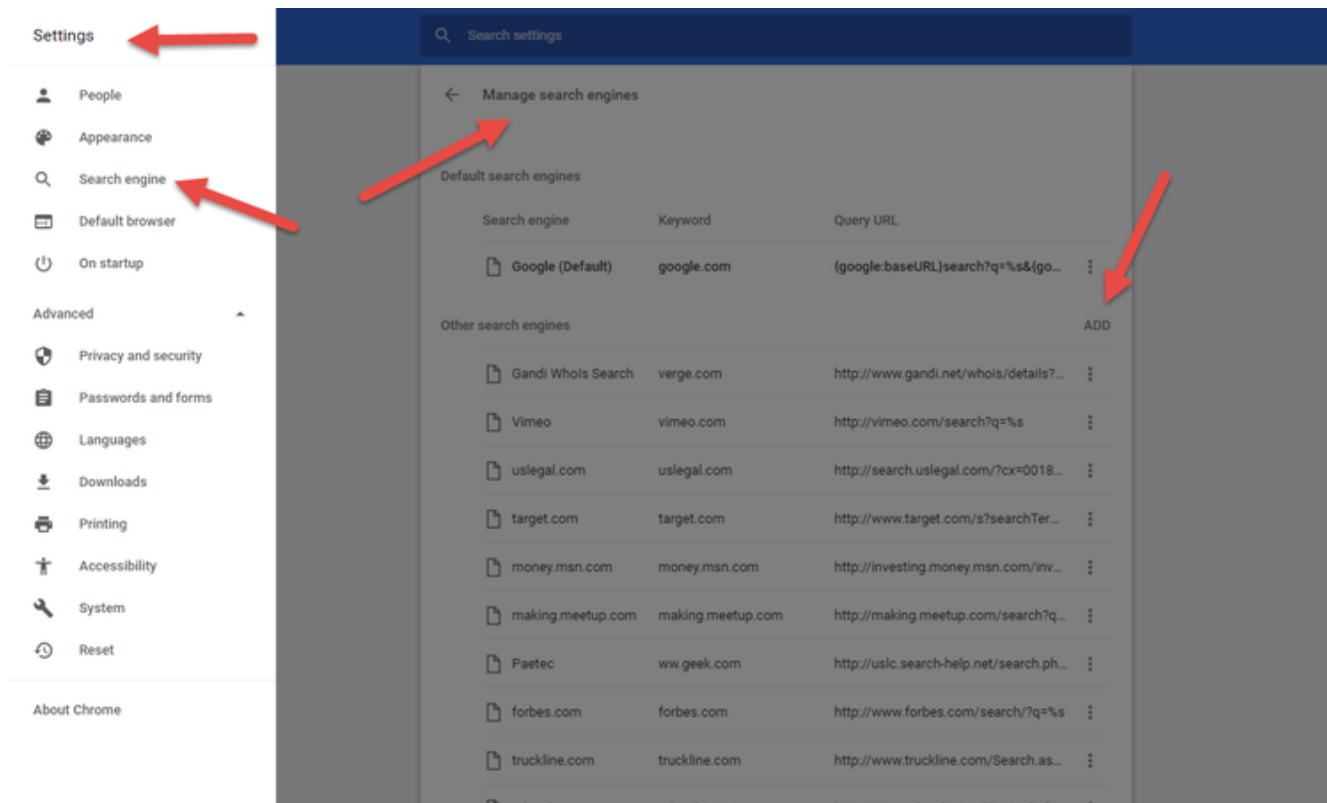 Settings
People
Appearance
Search engine
Default browser
On startup
Advanced
Privacy and security
Passwords and forms
Languages
Downloads
Printing
Accessibility
System
Reset
About Chrome
Search settings
Manage search engines
Default search engines
Search engine Keyword Query URL
Google (Default) google.com {google:baseURL}search?q=%s&{go...
Other search engines ADD
Gandi WhoIs Search verge.com http://www.gandi.net/whois/details?...
Vimeo vimeo.com http://vimeo.com/search?q=%s
uslegal.com uslegal.com http://search.uslegal.com/?cx=0018...
target.com target.com http://www.target.com/s?searchTer...
money.msn.com money.msn.com http://investing.money.msn.com/inv...
making.meetup.com making.meetup.com http://making.meetup.com/search?q...
Paetec ww.geek.com http://uslc.search-help.net/search.ph...
forbes.com forbes.com http://www.forbes.com/search/?q=%s
truckline.com truckline.com http://www.truckline.com/Search.as...